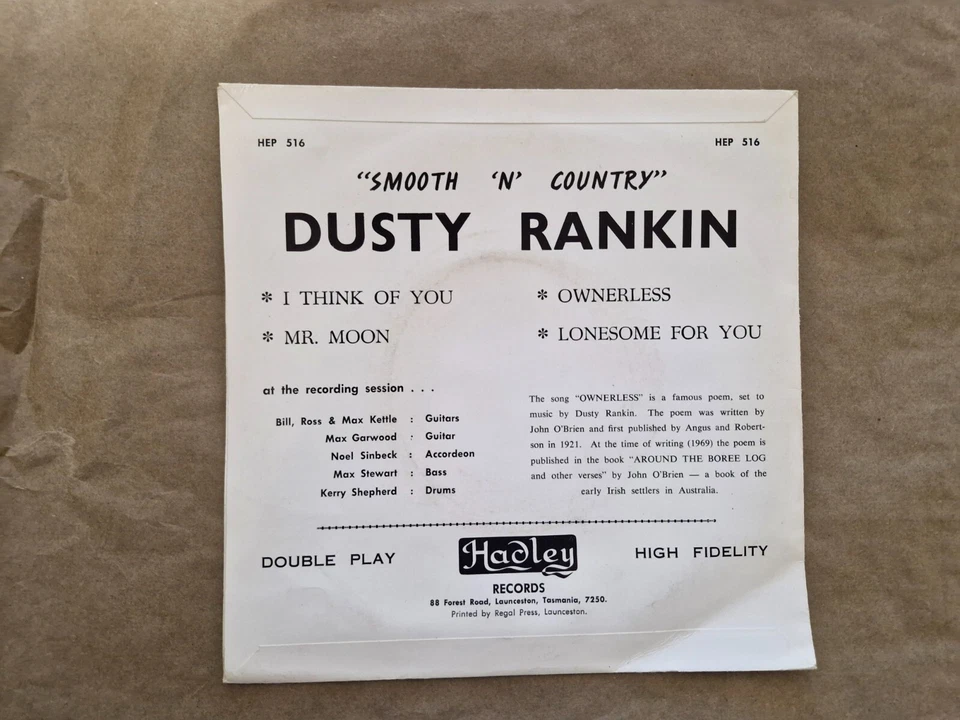 HEP 516
HEP 516
"SMOOTH 'N' COUNTRY"
DUSTY RANKIN
* I THINK OF YOU
* MR. MOON
* OWNERLESS
* LONESOME FOR YOU
at the recording session . . .
Bill, Ross & Max Kettle : Guitars
Max Garwood : Guitar
Noel Sinbeck : Accordeon
Max Stewart : Bass
Kerry Shepherd : Drums
The song "OWNERLESS" is a famous poem, set to
music by Dusty Rankin. The poem was written by
John O'Brien and first published by Angus and Robert-
son in 1921. At the time of writing (1969) the poem is
published in the book "AROUND THE BOREE LOG
and other verses" by John O'Brien — a book of the
early Irish settlers in Australia.
DOUBLE PLAY
Hadley
HIGH FIDELITY
RECORDS
88 Forest Road, Launceston, Tasmania, 7250.
Printed by Regal Press, Launceston.